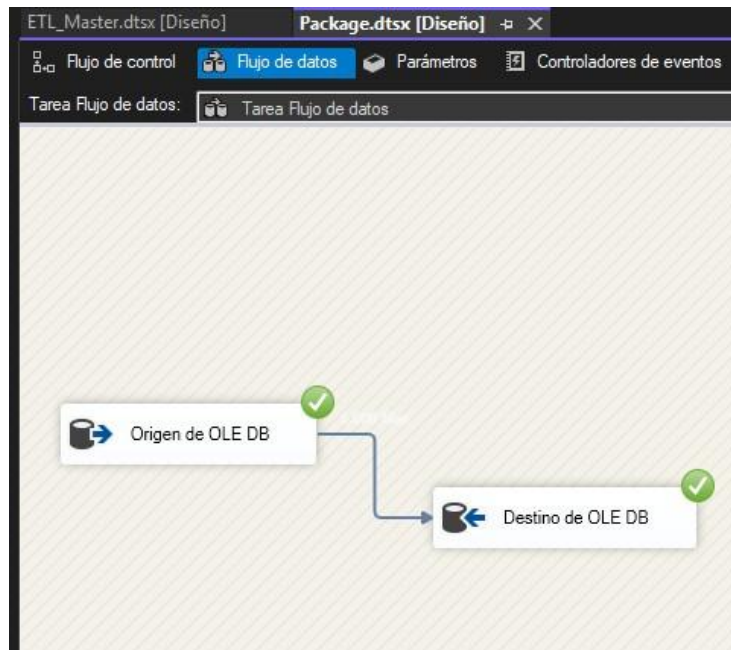 ETL_Master.dtsx [Diseño] Package.dtsx [Diseño]
Flujo de control Flujo de datos Parámetros Controladores de eventos
Tarea Flujo de datos: Tarea Flujo de datos
Origen de OLE DB
Destino de OLE DB